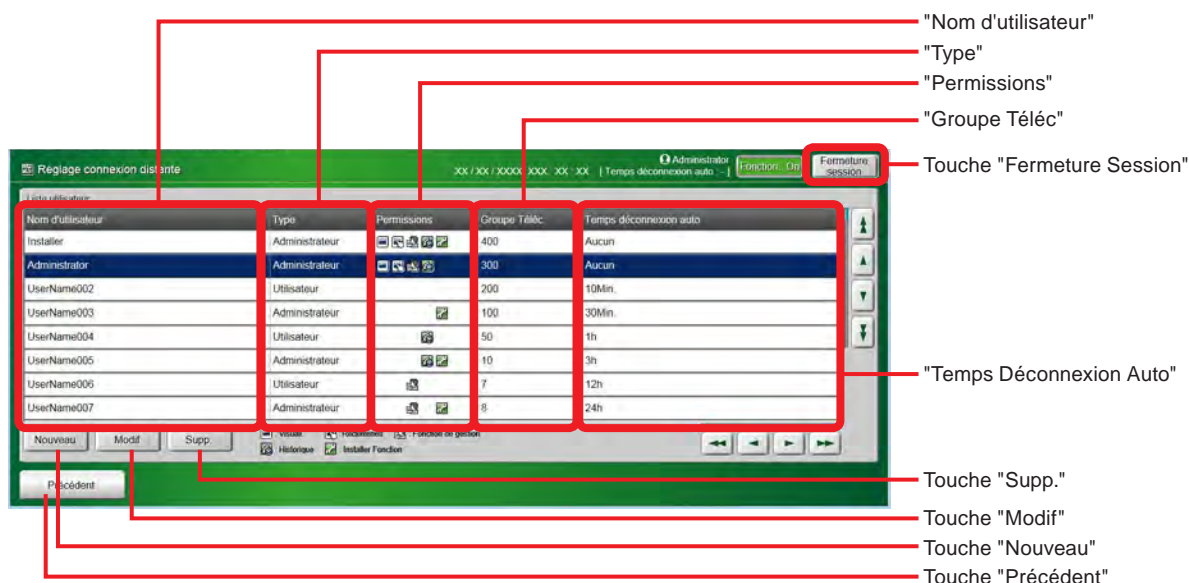 "Nom d'utilisateur"
"Type"
"Permissions"
"Groupe Téléc"
Réglage connexion distante
XX / XX / XXXX XXX XX : XX | Temps déconnexion auto : -- |
Administrator
Fonction : On
Fermeture session
Touche "Fermeture Session"
Liste utilisateur
Nom d'utilisateur Type Permissions Groupe Téléc. Temps déconnexion auto
Installer Administrateur 400 Aucun
Administrator Administrateur 300 Aucun
UserName002 Utilisateur 200 10Min.
UserName003 Administrateur 100 30Min.
UserName004 Utilisateur 50 1h
UserName005 Administrateur 10 3h
UserName006 Utilisateur 7 12h
UserName007 Administrateur 8 24h
"Temps Déconnexion Auto"
Nouveau Modif Supp.
Fonction de gestion
Historique Installer Fonction
Précédent
Touche "Supp."
Touche "Modif"
Touche "Nouveau"
Touche "Précédent"